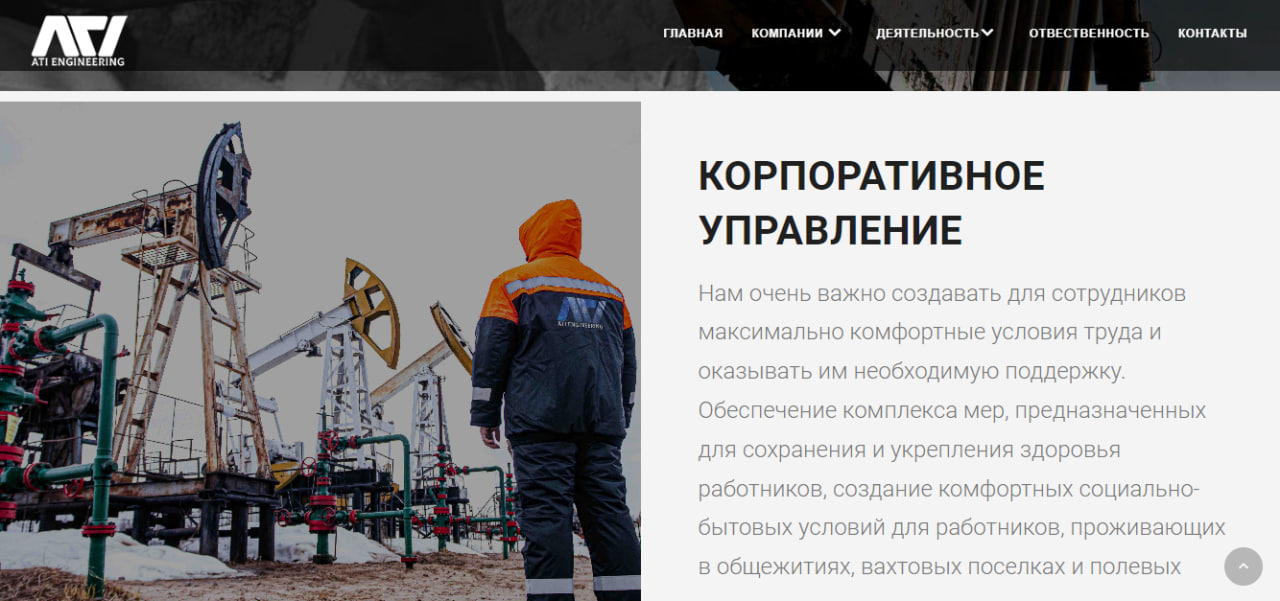 ATI
ATI ENGINEERING
ГЛАВНАЯ КОМПАНИИ ДЕЯТЕЛЬНОСТЬ ОТВЕСТВЕННОСТЬ КОНТАКТЫ
ATI ENGINEERING
КОРПОРАТИВНОЕ
УПРАВЛЕНИЕ
Нам очень важно создавать для сотрудников
максимально комфортные условия труда и
оказывать им необходимую поддержку.
Обеспечение комплекса мер, предназначенных
для сохранения и укрепления здоровья
работников, создание комфортных социально-
бытовых условий для работников, проживающих
в общежитиях, вахтовых поселках и полевых